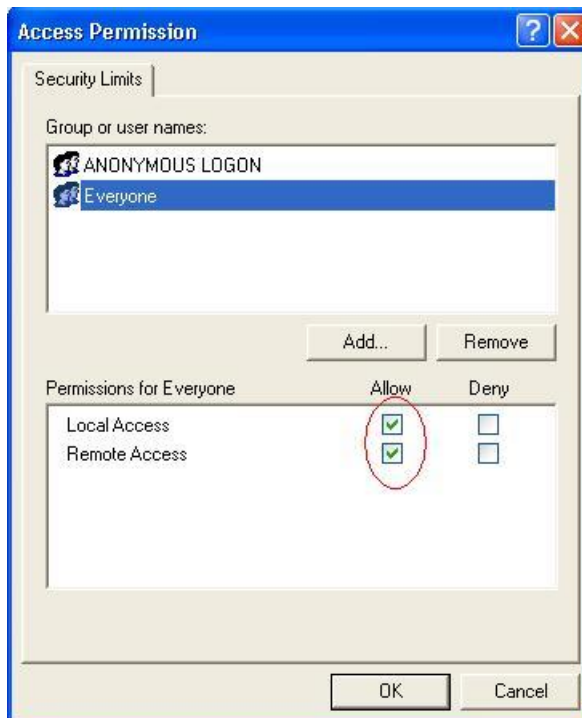 Access Permission
Security Limits
Group or user names:
ANONYMOUS LOGON
Everyone
Add... Remove
Permissions for Everyone Allow Deny
Local Access
Remote Access
OK Cancel